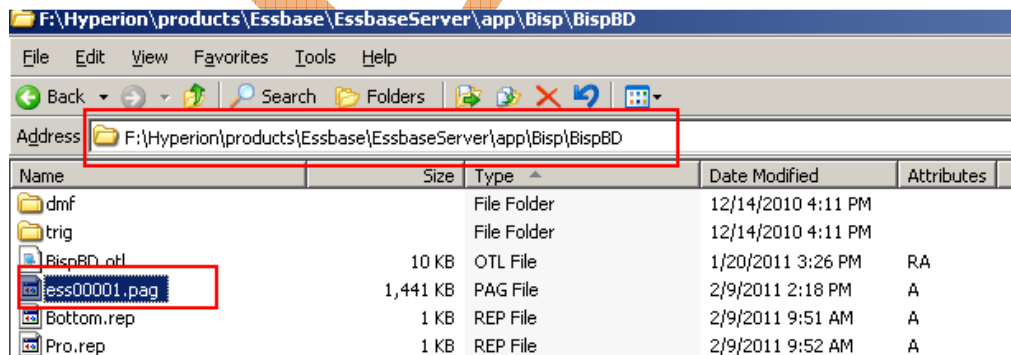 F:\Hyperion\products\Essbase\EssbaseServer\app\Bisp\BispBD
File Edit View Favorites Tools Help
Back Search Folders
Address F:\Hyperion\products\Essbase\EssbaseServer\app\Bisp\BispBD
Name Size Type Date Modified Attributes
dmf File Folder 12/14/2010 4:11 PM
trig File Folder 12/14/2010 4:11 PM
BispBD.otl 10 KB OTL File 1/20/2011 3:26 PM RA
ess00001.pag 1,441 KB PAG File 2/9/2011 2:18 PM A
Bottom.rep 1 KB REP File 2/9/2011 9:51 AM A
Pro.rep 1 KB REP File 2/9/2011 9:52 AM A